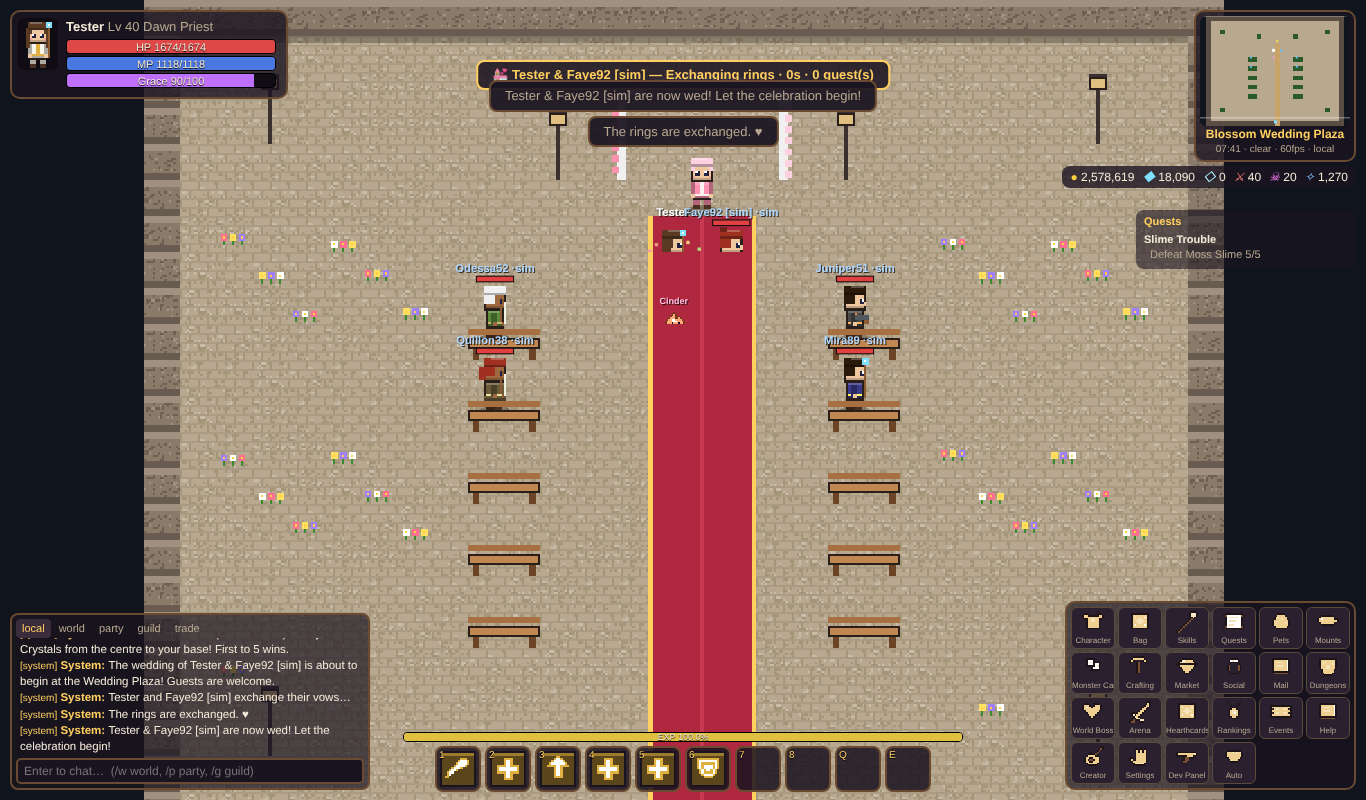 Tester Lv 40 Dawn Priest
HP 1674/1674
MP 1118/1118
Grace 90/100
Tester & Faye92 [sim] — Exchanging rings · 0s · 0 guest(s)
Tester & Faye92 [sim] are now wed! Let the celebration begin!
The rings are exchanged. ♥
Blossom Wedding Plaza
07:41 · clear · 60fps · local
2,578,619 18,090 0 40 20 1,270
Quests
Slime Trouble
Defeat Moss Slime 5/5
Faye92 [sim] ·sim
Odessa52 ·sim
Juniper51 ·sim
Cinder
Quillon38 ·sim
Mira89 ·sim
local world party guild trade
Crystals from the centre to your base! First to 5 wins.
[system] System: The wedding of Tester & Faye92 [sim] is about to
begin at the Wedding Plaza! Guests are welcome.
[system] System: Tester and Faye92 [sim] exchange their vows…
[system] System: The rings are exchanged. ♥
[system] System: Tester & Faye92 [sim] are now wed! Let the
celebration begin!
Enter to chat… (/w world, /p party, /g guild)
EXP 100.0%
1 2 3 4 5 6 7 8 Q E
Character Bag Skills Quests Pets Mounts
Monster Ca Crafting Market Social Mail Dungeons
World Boss Arena Hearthcards Rankings Events Help
Creator Settings Dev Panel Auto